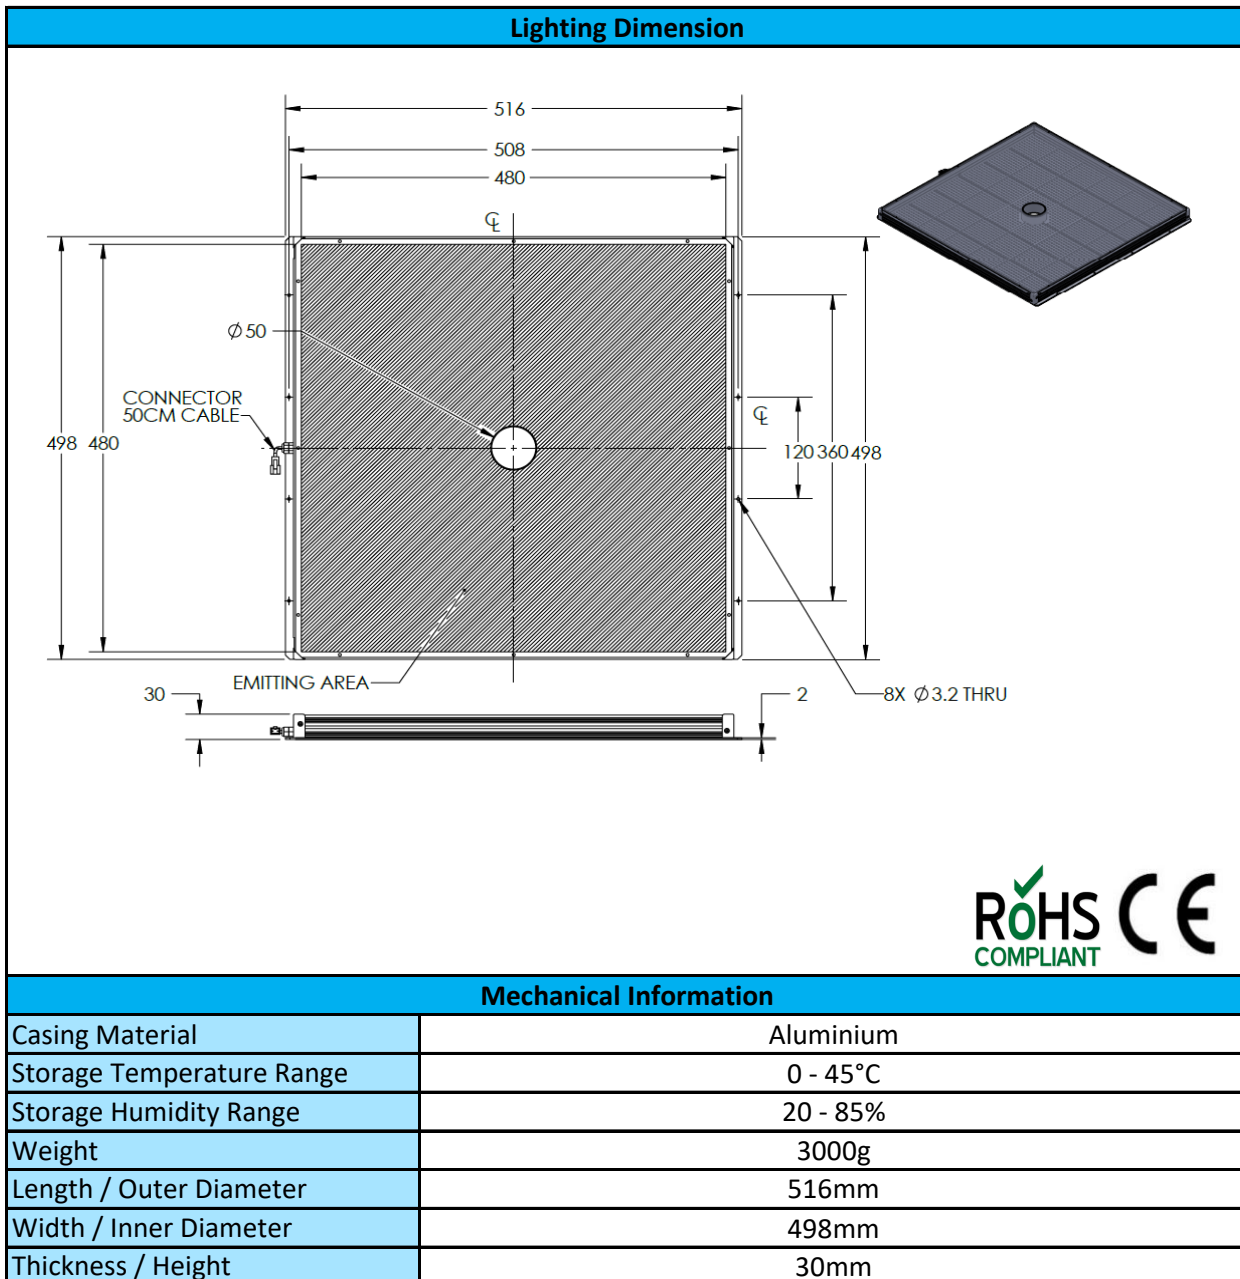 Lighting Dimension
516
508
480
℄
Ø 50
CONNECTOR
50CM CABLE
℄
498 480
120 360 498
EMITTING AREA
30
2
8X Ø 3.2 THRU
RoHS
COMPLIANT
CE
Mechanical Information
Casing Material Aluminium
Storage Temperature Range 0 - 45°C
Storage Humidity Range 20 - 85%
Weight 3000g
Length / Outer Diameter 516mm
Width / Inner Diameter 498mm
Thickness / Height 30mm